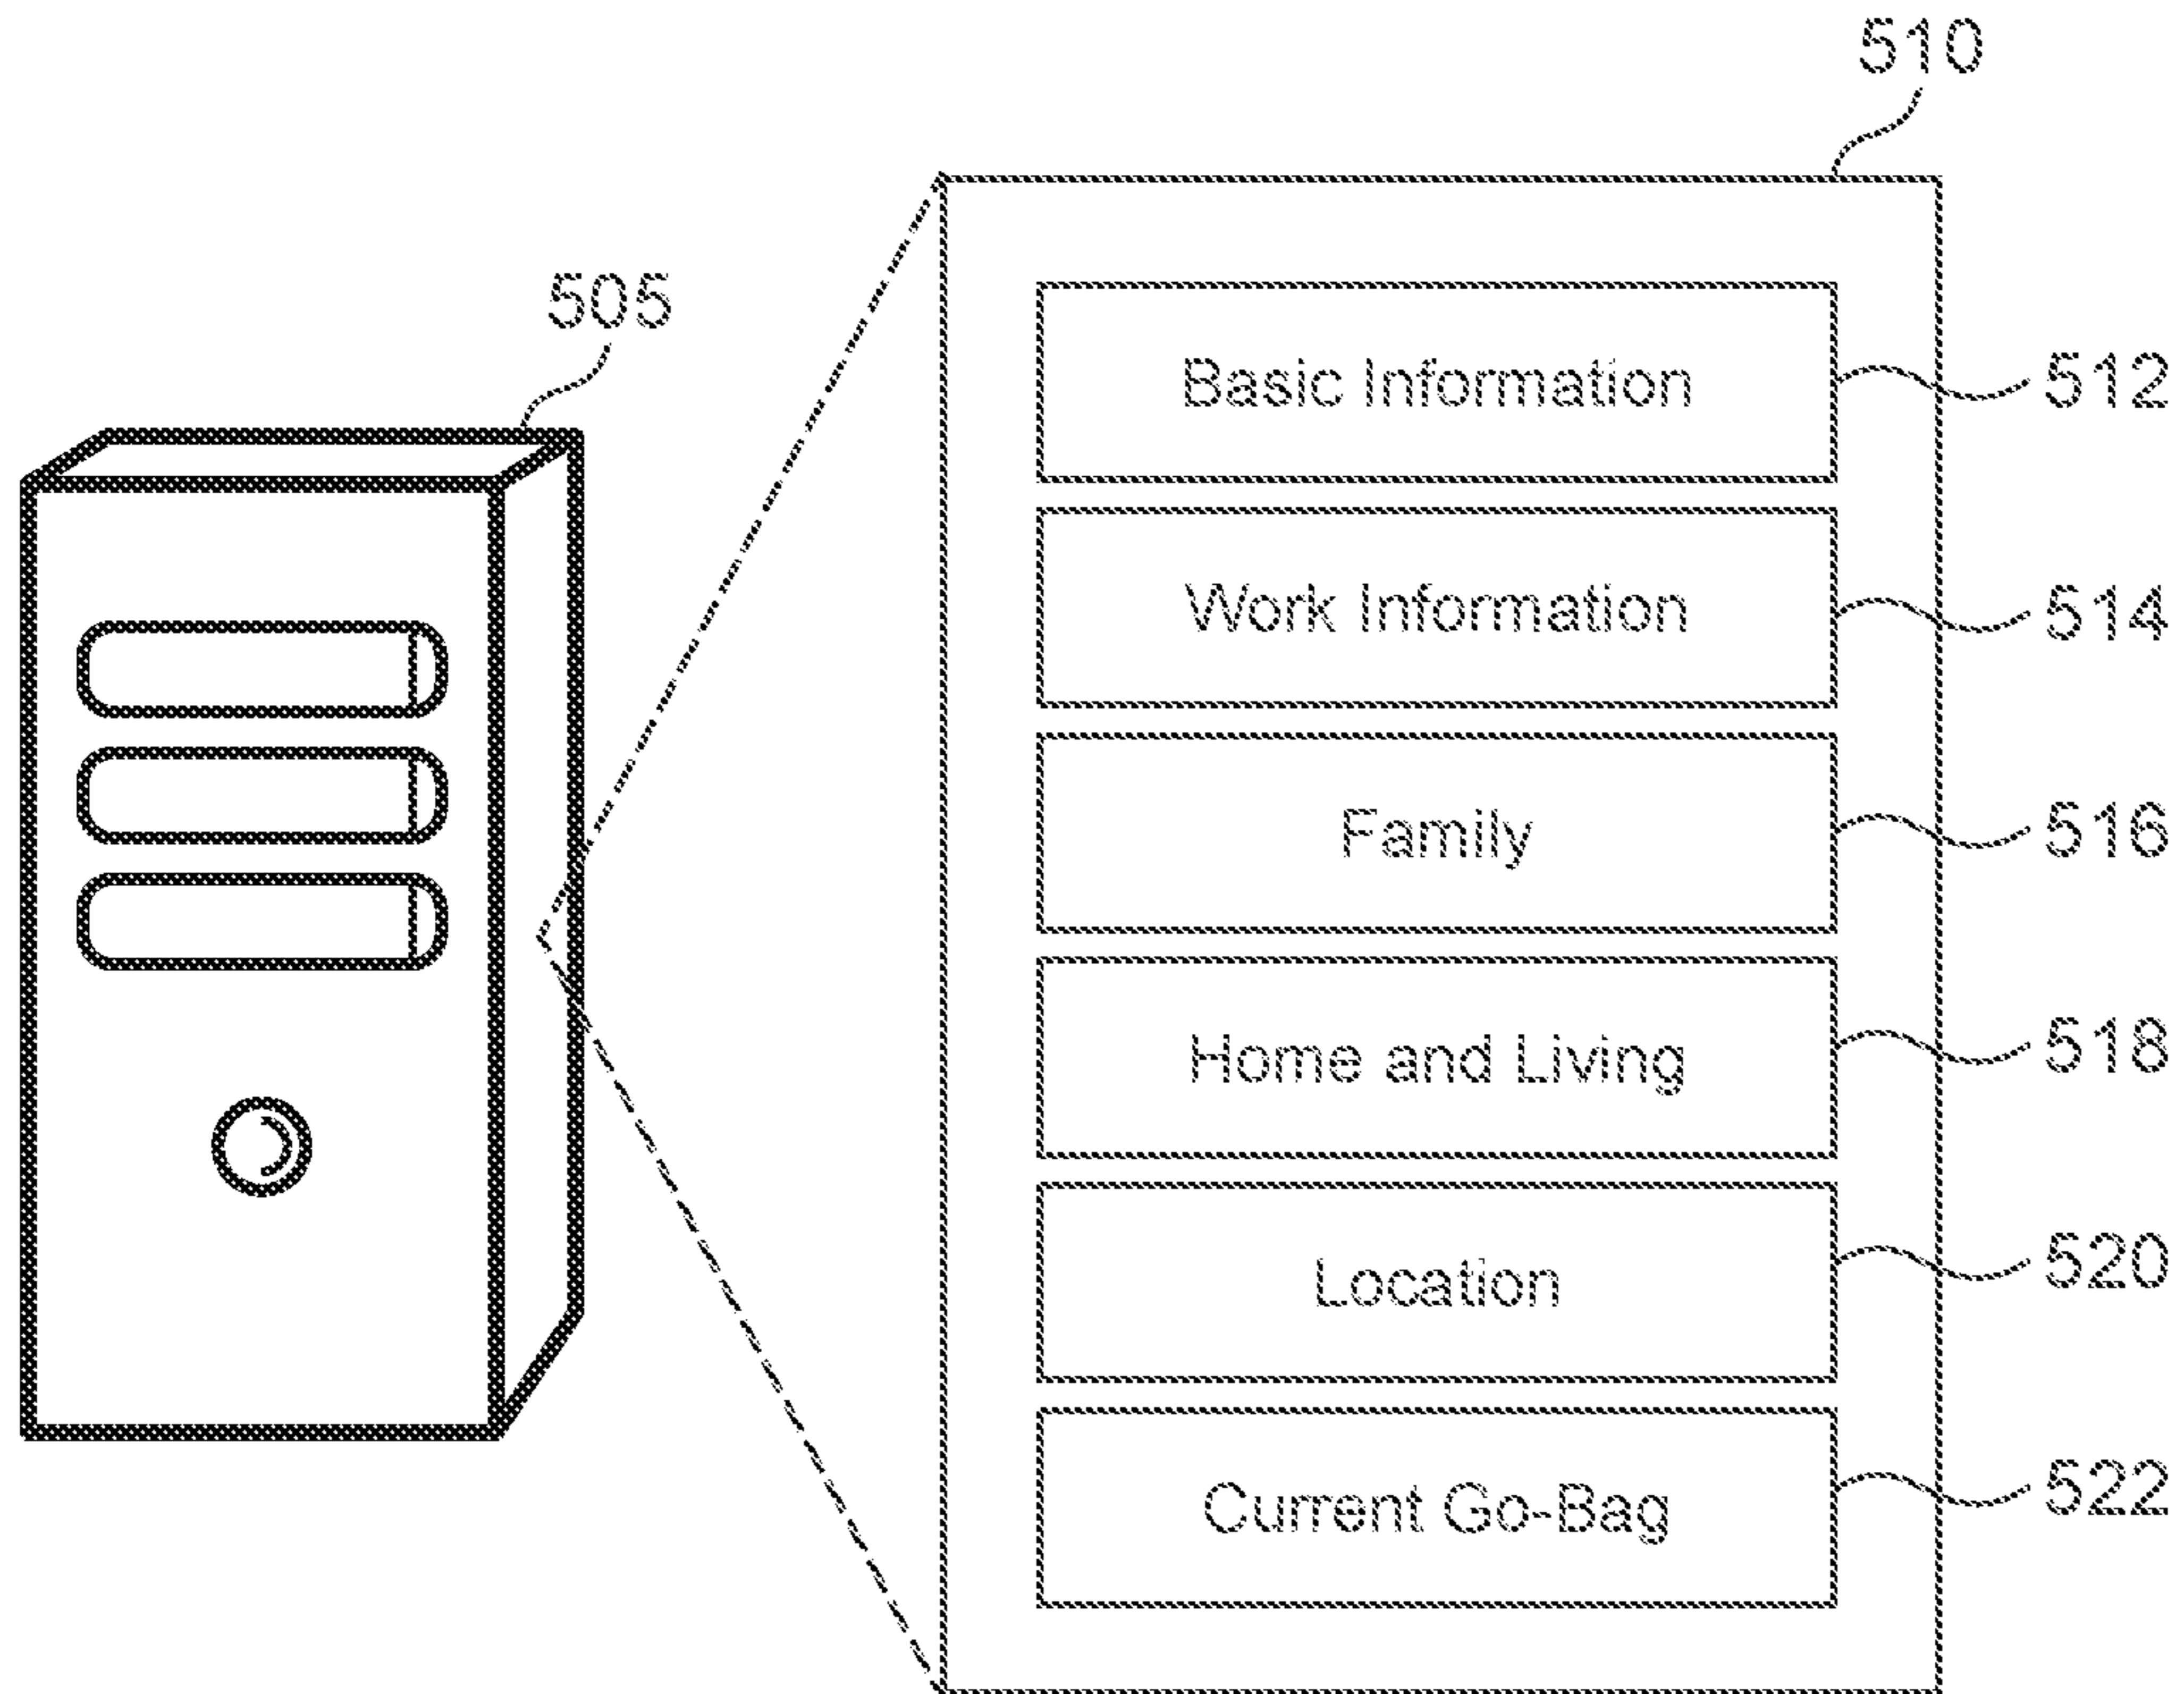 510
505
Basic Information 512
Work Information 514
Family 516
Home and Living 518
Location 520
Current Go-Bag 522